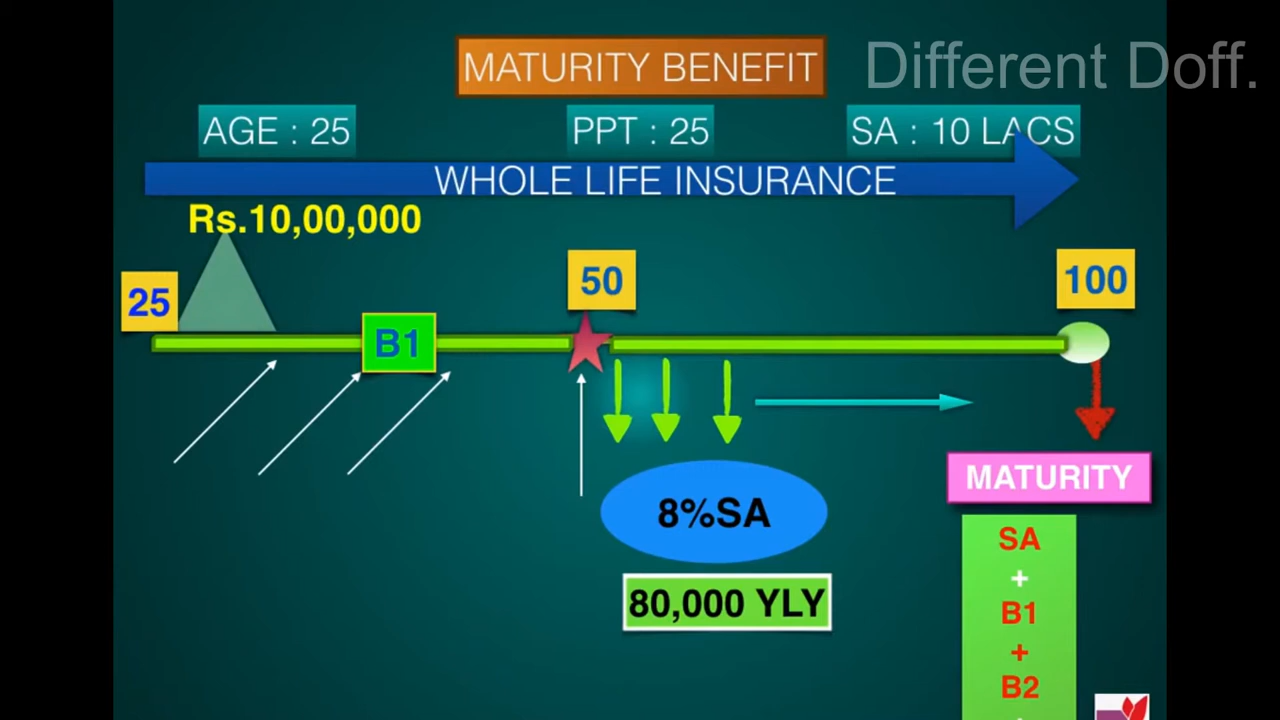 MATURITY BENEFIT
Different Doff.
AGE : 25
PPT : 25
SA : 10 LACS
WHOLE LIFE INSURANCE
Rs.10,00,000
25
50
100
B1
8%SA
80,000 YLY
MATURITY
SA
+
B1
+
B2